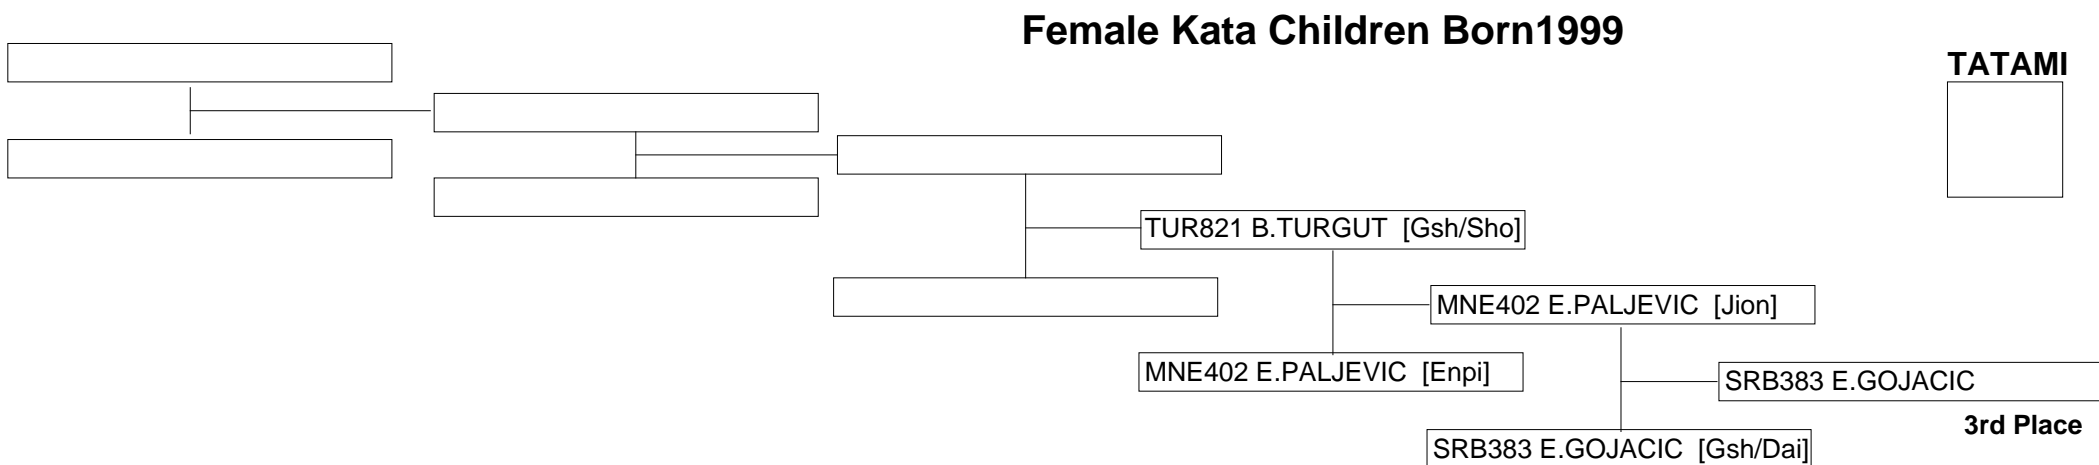 Female Kata Children Born1999
TATAMI
TUR821 B.TURGUT [Gsh/Sho]
MNE402 E.PALJEVIC [Jion]
MNE402 E.PALJEVIC [Enpi]
SRB383 E.GOJACIC
3rd Place
SRB383 E.GOJACIC [Gsh/Dai]